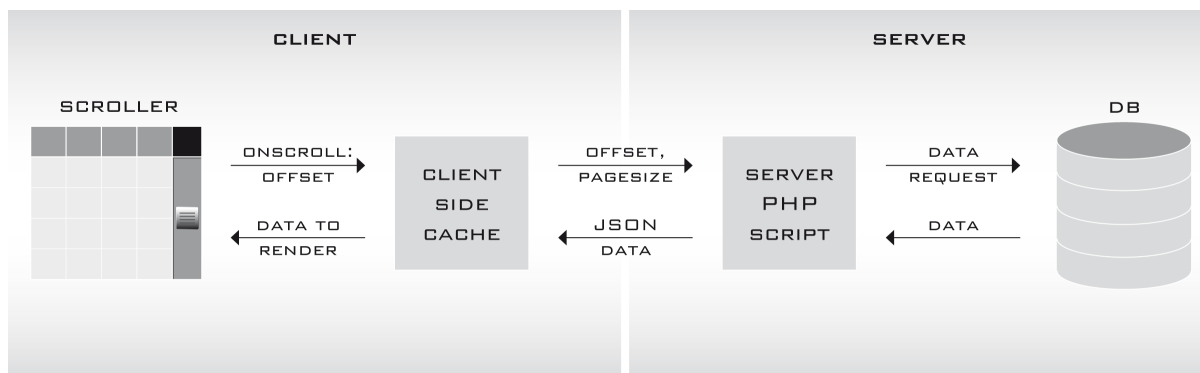 CLIENT
SERVER
SCROLLER
DB
ONSCROLL:
OFFSET
DATA TO
RENDER
CLIENT
SIDE
CACHE
OFFSET,
PAGESIZE
JSON
DATA
SERVER
PHP
SCRIPT
DATA
REQUEST
DATA